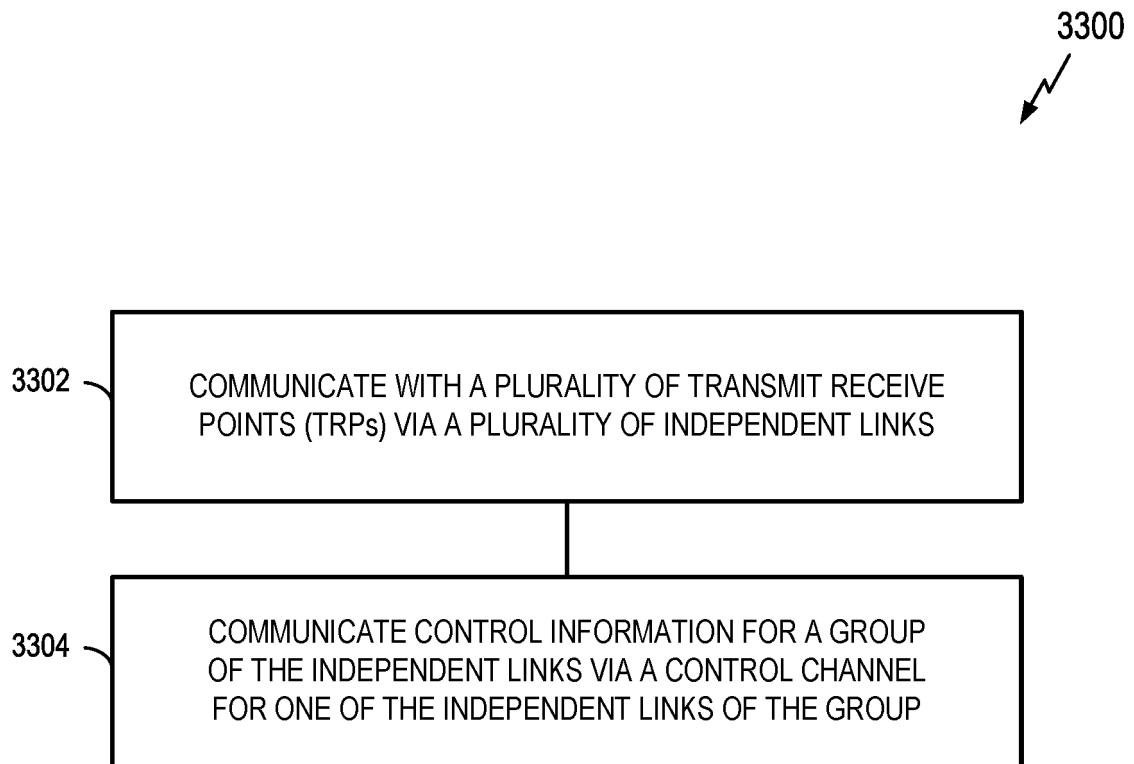 3300
3302
COMMUNICATE WITH A PLURALITY OF TRANSMIT RECEIVE
POINTS (TRPs) VIA A PLURALITY OF INDEPENDENT LINKS
3304
COMMUNICATE CONTROL INFORMATION FOR A GROUP
OF THE INDEPENDENT LINKS VIA A CONTROL CHANNEL
FOR ONE OF THE INDEPENDENT LINKS OF THE GROUP